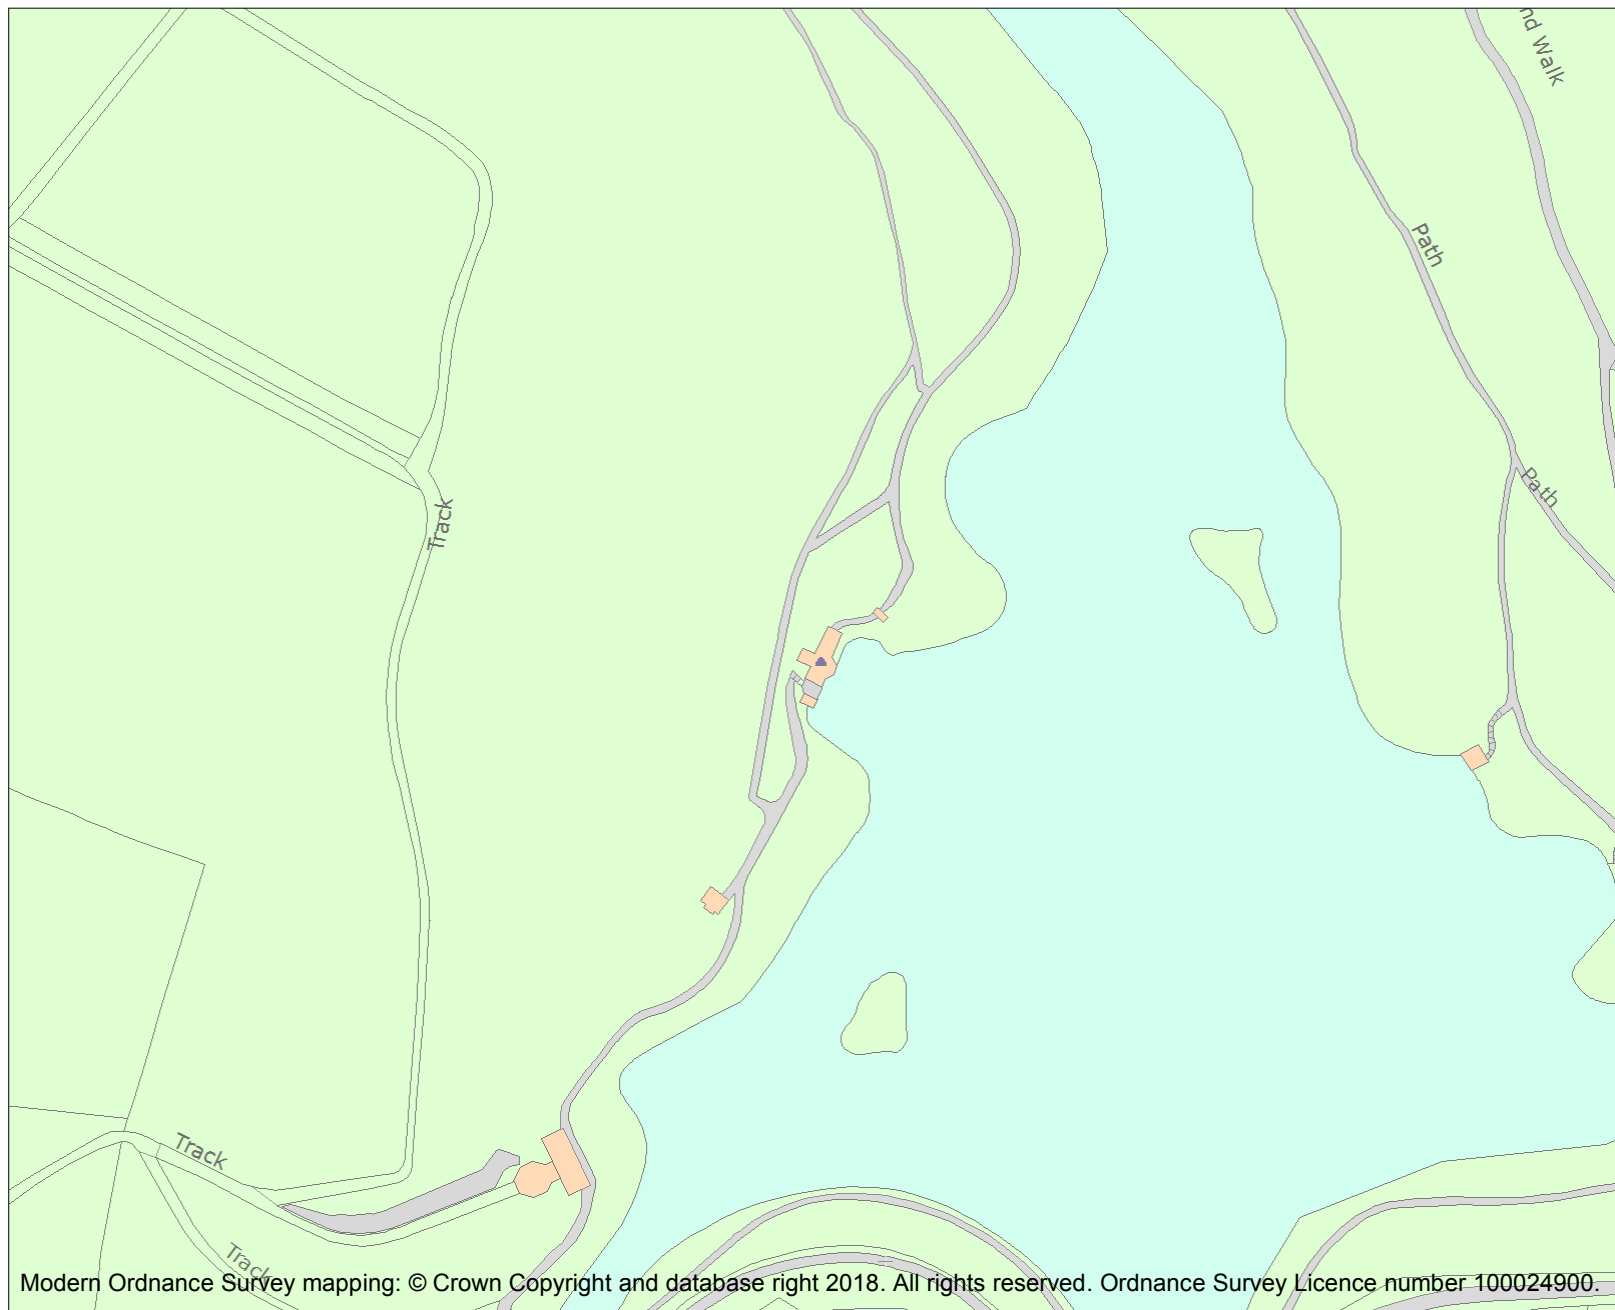 nd Walk
Path
Path
Track
Track
Track
Modern Ordnance Survey mapping: © Crown Copyright and database right 2018. All rights reserved. Ordnance Survey Licence number 100024900.